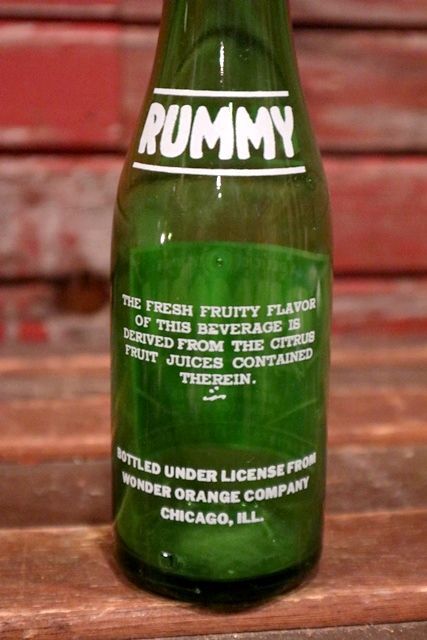 RUMMY
THE FRESH FRUITY FLAVOR
OF THIS BEVERAGE IS
DERIVED FROM THE CITRUS
FRUIT JUICES CONTAINED
THEREIN.
BOTTLED UNDER LICENSE FROM
WONDER ORANGE COMPANY
CHICAGO, ILL.